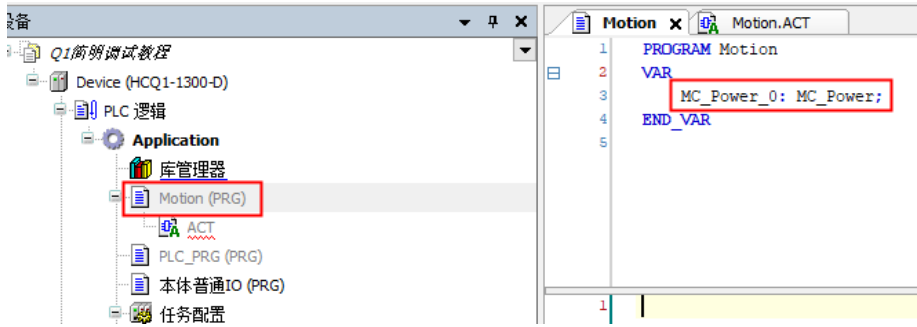 设备
Q1简明调试教程
Device (HCQ1-1300-D)
PLC 逻辑
Application
库管理器
Motion (PRG)
ACT
PLC_PRG (PRG)
本体普通IO (PRG)
任务配置
Motion
Motion.ACT
1 PROGRAM Motion
2 VAR
3 MC_Power_0: MC_Power;
4 END_VAR
5
1